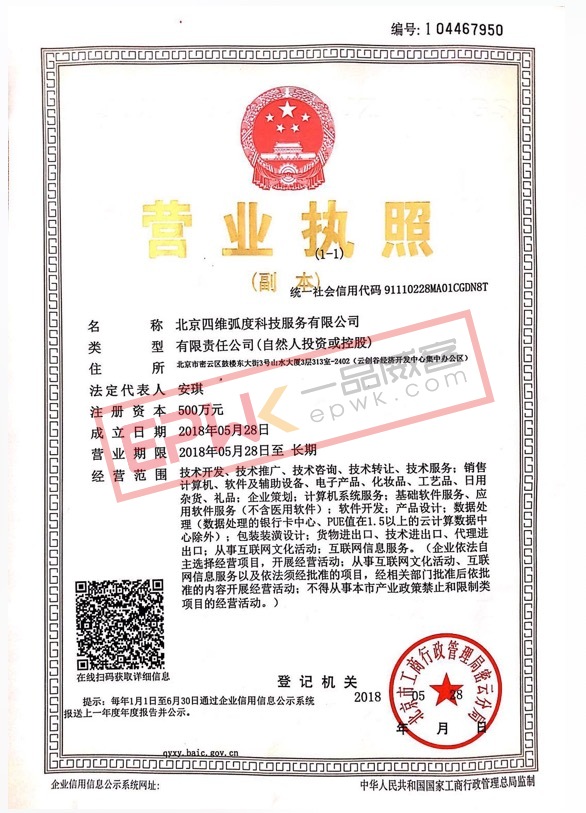 编号:1 04467950
营业执照
(1-1)
(副 本)
统一社会信用代码 91110228MA01CGDN8T
名 称 北京四维弧度科技服务有限公司
类 型 有限责任公司(自然人投资或控股)
住 所 北京市密云区鼓楼东大街3号山水大厦3层313室-2402（云创谷经济开发中心集中办公区）
法定代表人 安琪
注册资本 500万元
成立日期 2018年05月28日
营业期限 2018年05月28日至 长期
经营范围 技术开发、技术推广、技术咨询、技术转让、技术服务；销售
计算机、软件及辅助设备、电子产品、化妆品、工艺品、日用
杂货、礼品；企业策划；计算机系统服务；基础软件服务、应
用软件服务（不含医用软件）；软件开发；产品设计；数据处理
（数据处理的银行卡中心、PUE值在1.5以上的云计算数据中
心除外）；包装装潢设计；货物进出口、技术进出口、代理进
出口；从事互联网文化活动；互联网信息服务。（企业依法自
主选择经营项目，开展经营活动；从事互联网文化活动、互联
网信息服务以及依法须经批准的项目，经相关部门批准后依批
准的内容开展经营活动；不得从事本市产业政策禁止和限制类
项目的经营活动。）
EPWK 一品威客
epwk.com
在线扫码获取详细信息
登记机关
北京市工商行政管理局密云分局
2018 05 28
年 月 日
提示：每年1月1日至6月30日通过企业信用信息公示系统
报送上一年度年度报告并公示。
qyxy.baic.gov.cn
企业信用信息公示系统网址:
中华人民共和国国家工商行政管理总局监制